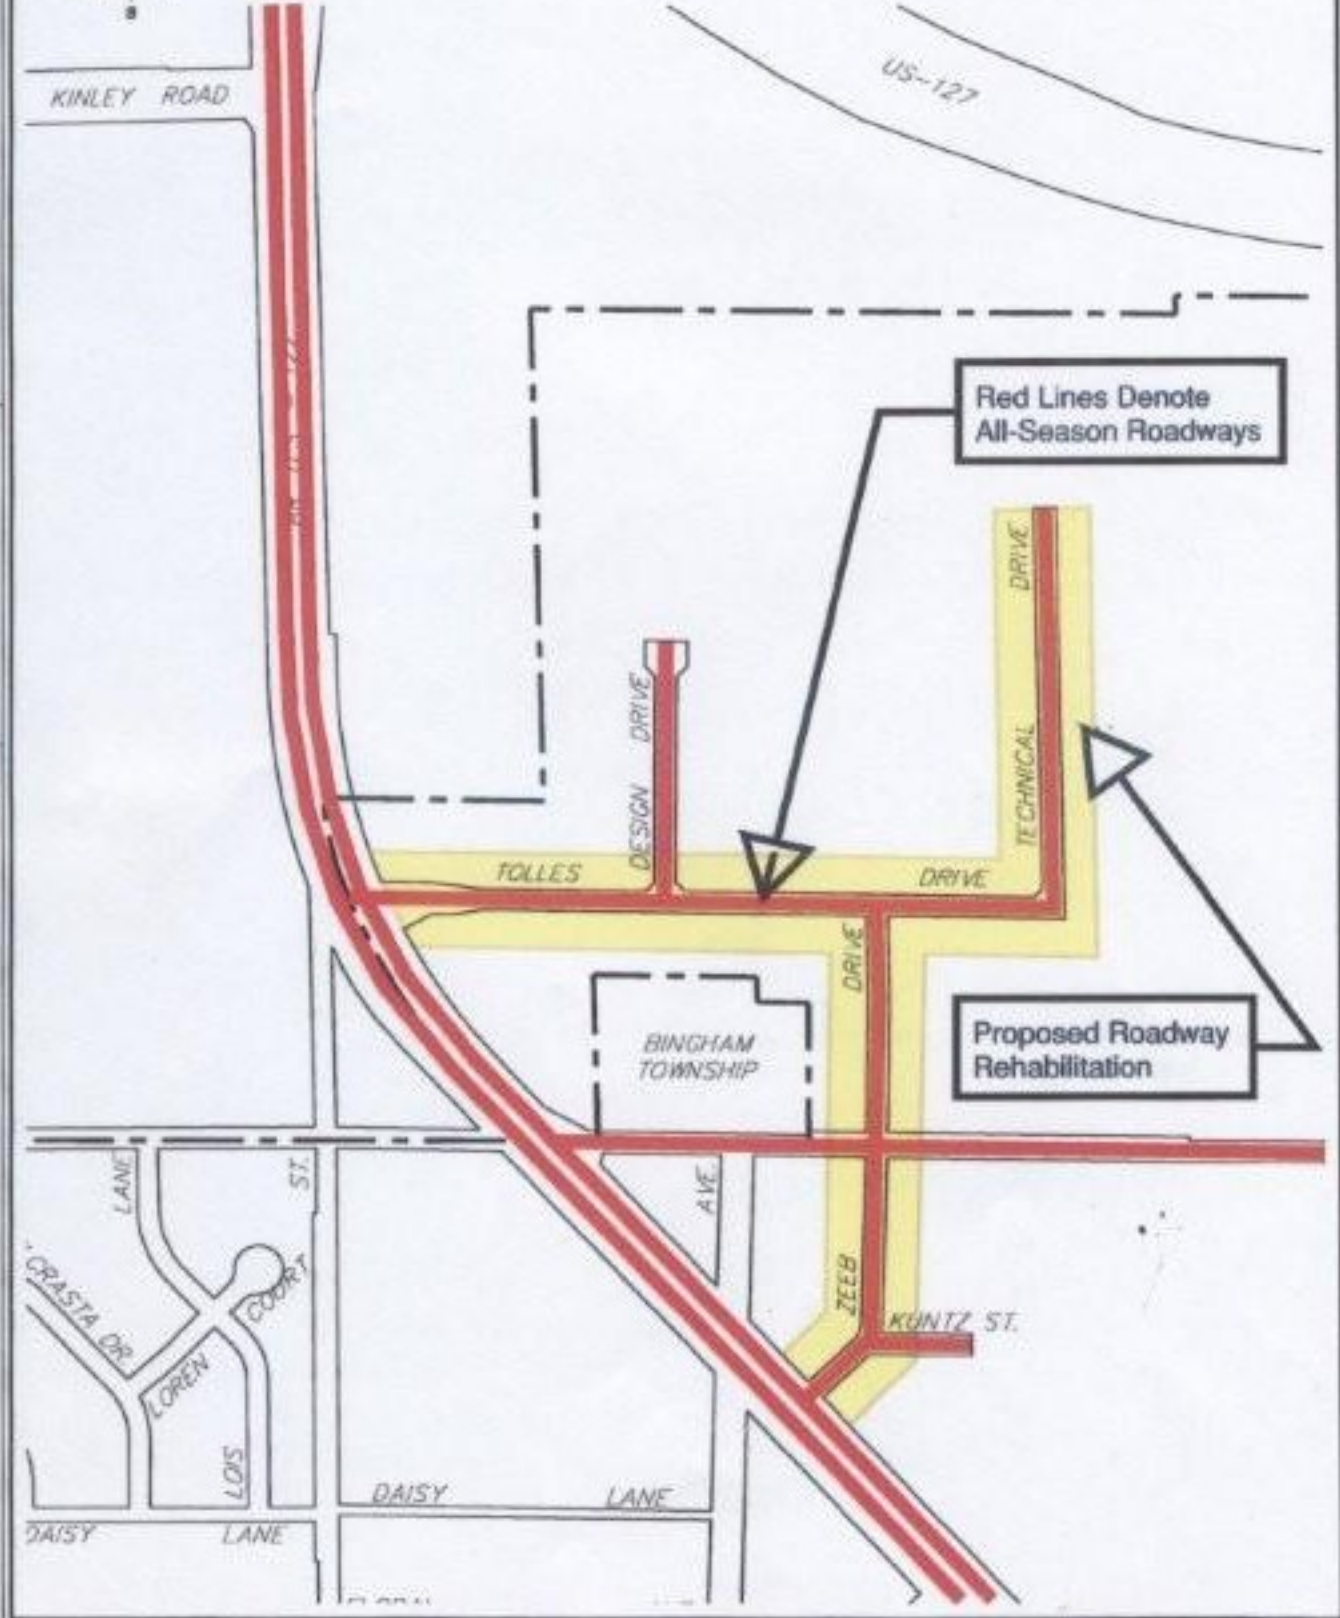 KINLEY ROAD
US-127
Red Lines Denote
All-Season Roadways
DRIVE
TECHNICAL
DESIGN DRIVE
TOLLES
DRIVE
DRIVE
ZEEB
BINGHAM
TOWNSHIP
Proposed Roadway
Rehabilitation
LANE
ST.
AVE.
CRASTA DR
LOREN
COURT
KUNTZ ST.
LOIS
DAISY LANE
DAISY LANE